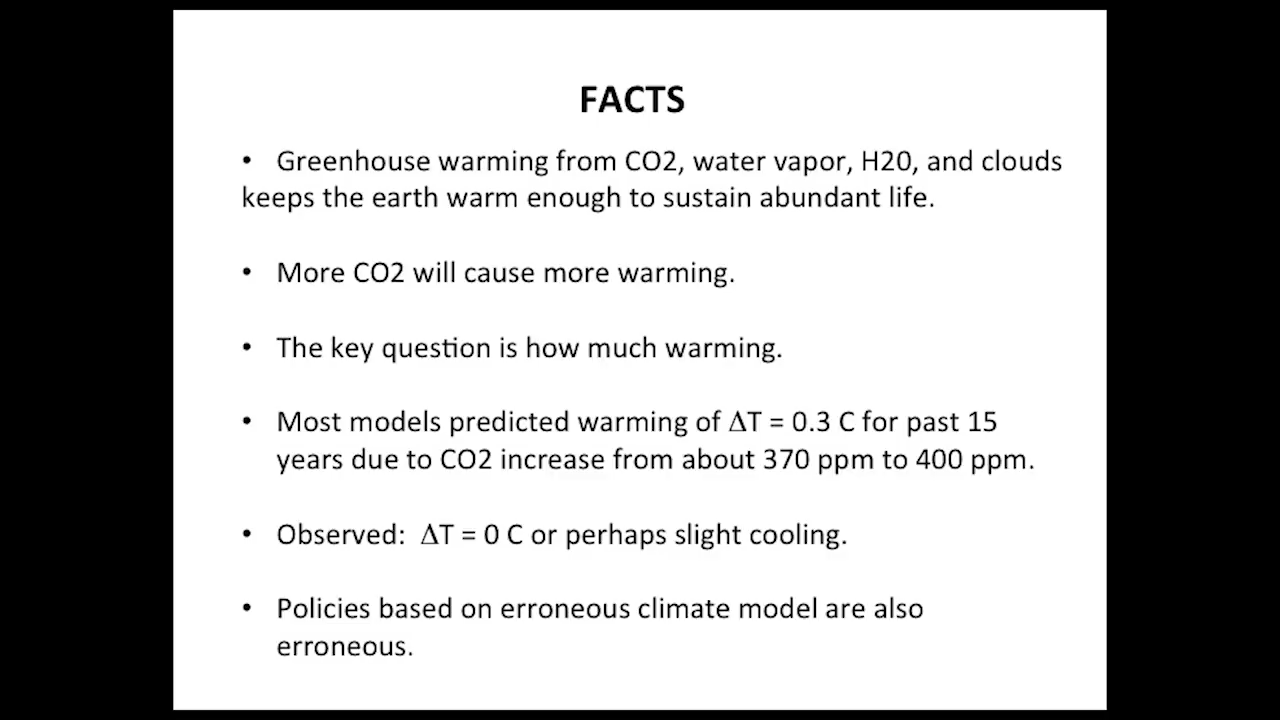 FACTS
• Greenhouse warming from CO2, water vapor, H20, and clouds
keeps the earth warm enough to sustain abundant life.
• More CO2 will cause more warming.
• The key question is how much warming.
• Most models predicted warming of ΔT = 0.3 C for past 15
years due to CO2 increase from about 370 ppm to 400 ppm.
• Observed: ΔT = 0 C or perhaps slight cooling.
• Policies based on erroneous climate model are also
erroneous.